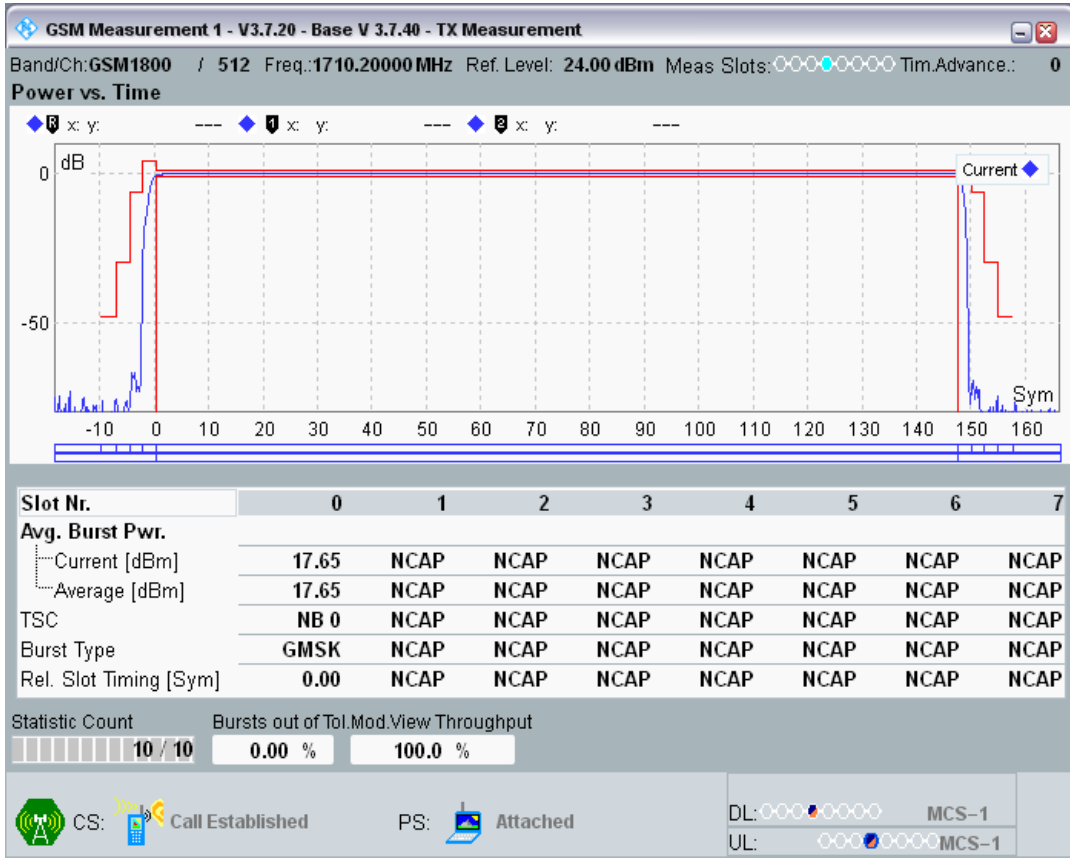 GSM Measurement 1 - V3.7.20 - Base V 3.7.40 - TX Measurement
Band/Ch:GSM1800 / 512 Freq.:1710.20000 MHz Ref. Level: 24.00 dBm Meas Slots: Tim.Advance.: 0
Power vs. Time
R x: y: --- 1 x: y: --- 2 x: y: ---
dB
Current
0
-50
Sym
-10 0 10 20 30 40 50 60 70 80 90 100 110 120 130 140 150 160
Slot Nr. 0 1 2 3 4 5 6 7
Avg. Burst Pwr.
Current [dBm] 17.65 NCAP NCAP NCAP NCAP NCAP NCAP NCAP
Average [dBm] 17.65 NCAP NCAP NCAP NCAP NCAP NCAP NCAP
TSC NB 0 NCAP NCAP NCAP NCAP NCAP NCAP NCAP
Burst Type GMSK NCAP NCAP NCAP NCAP NCAP NCAP NCAP
Rel. Slot Timing [Sym] 0.00 NCAP NCAP NCAP NCAP NCAP NCAP NCAP
Statistic Count Bursts out of Tol. Mod.View Throughput
10 / 10 0.00 % 100.0 %
CS: Call Established PS: Attached
DL: MCS-1
UL: MCS-1